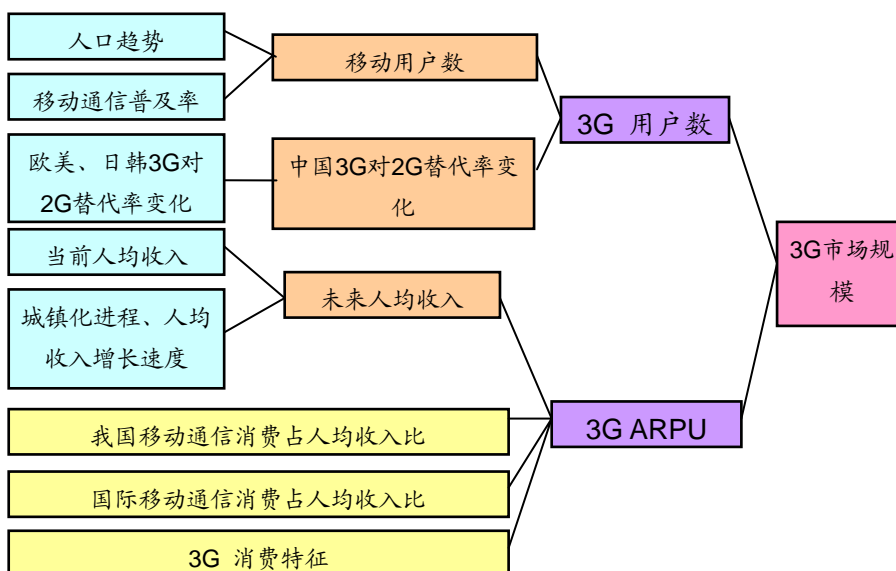 人口趋势
移动用户数
移动通信普及率
3G 用户数
欧美、日韩3G对
2G替代率变化
中国3G对2G替代率变
化
当前人均收入
3G市场规
模
未来人均收入
城镇化进程、人均
收入增长速度
我国移动通信消费占人均收入比
3G ARPU
国际移动通信消费占人均收入比
3G 消费特征